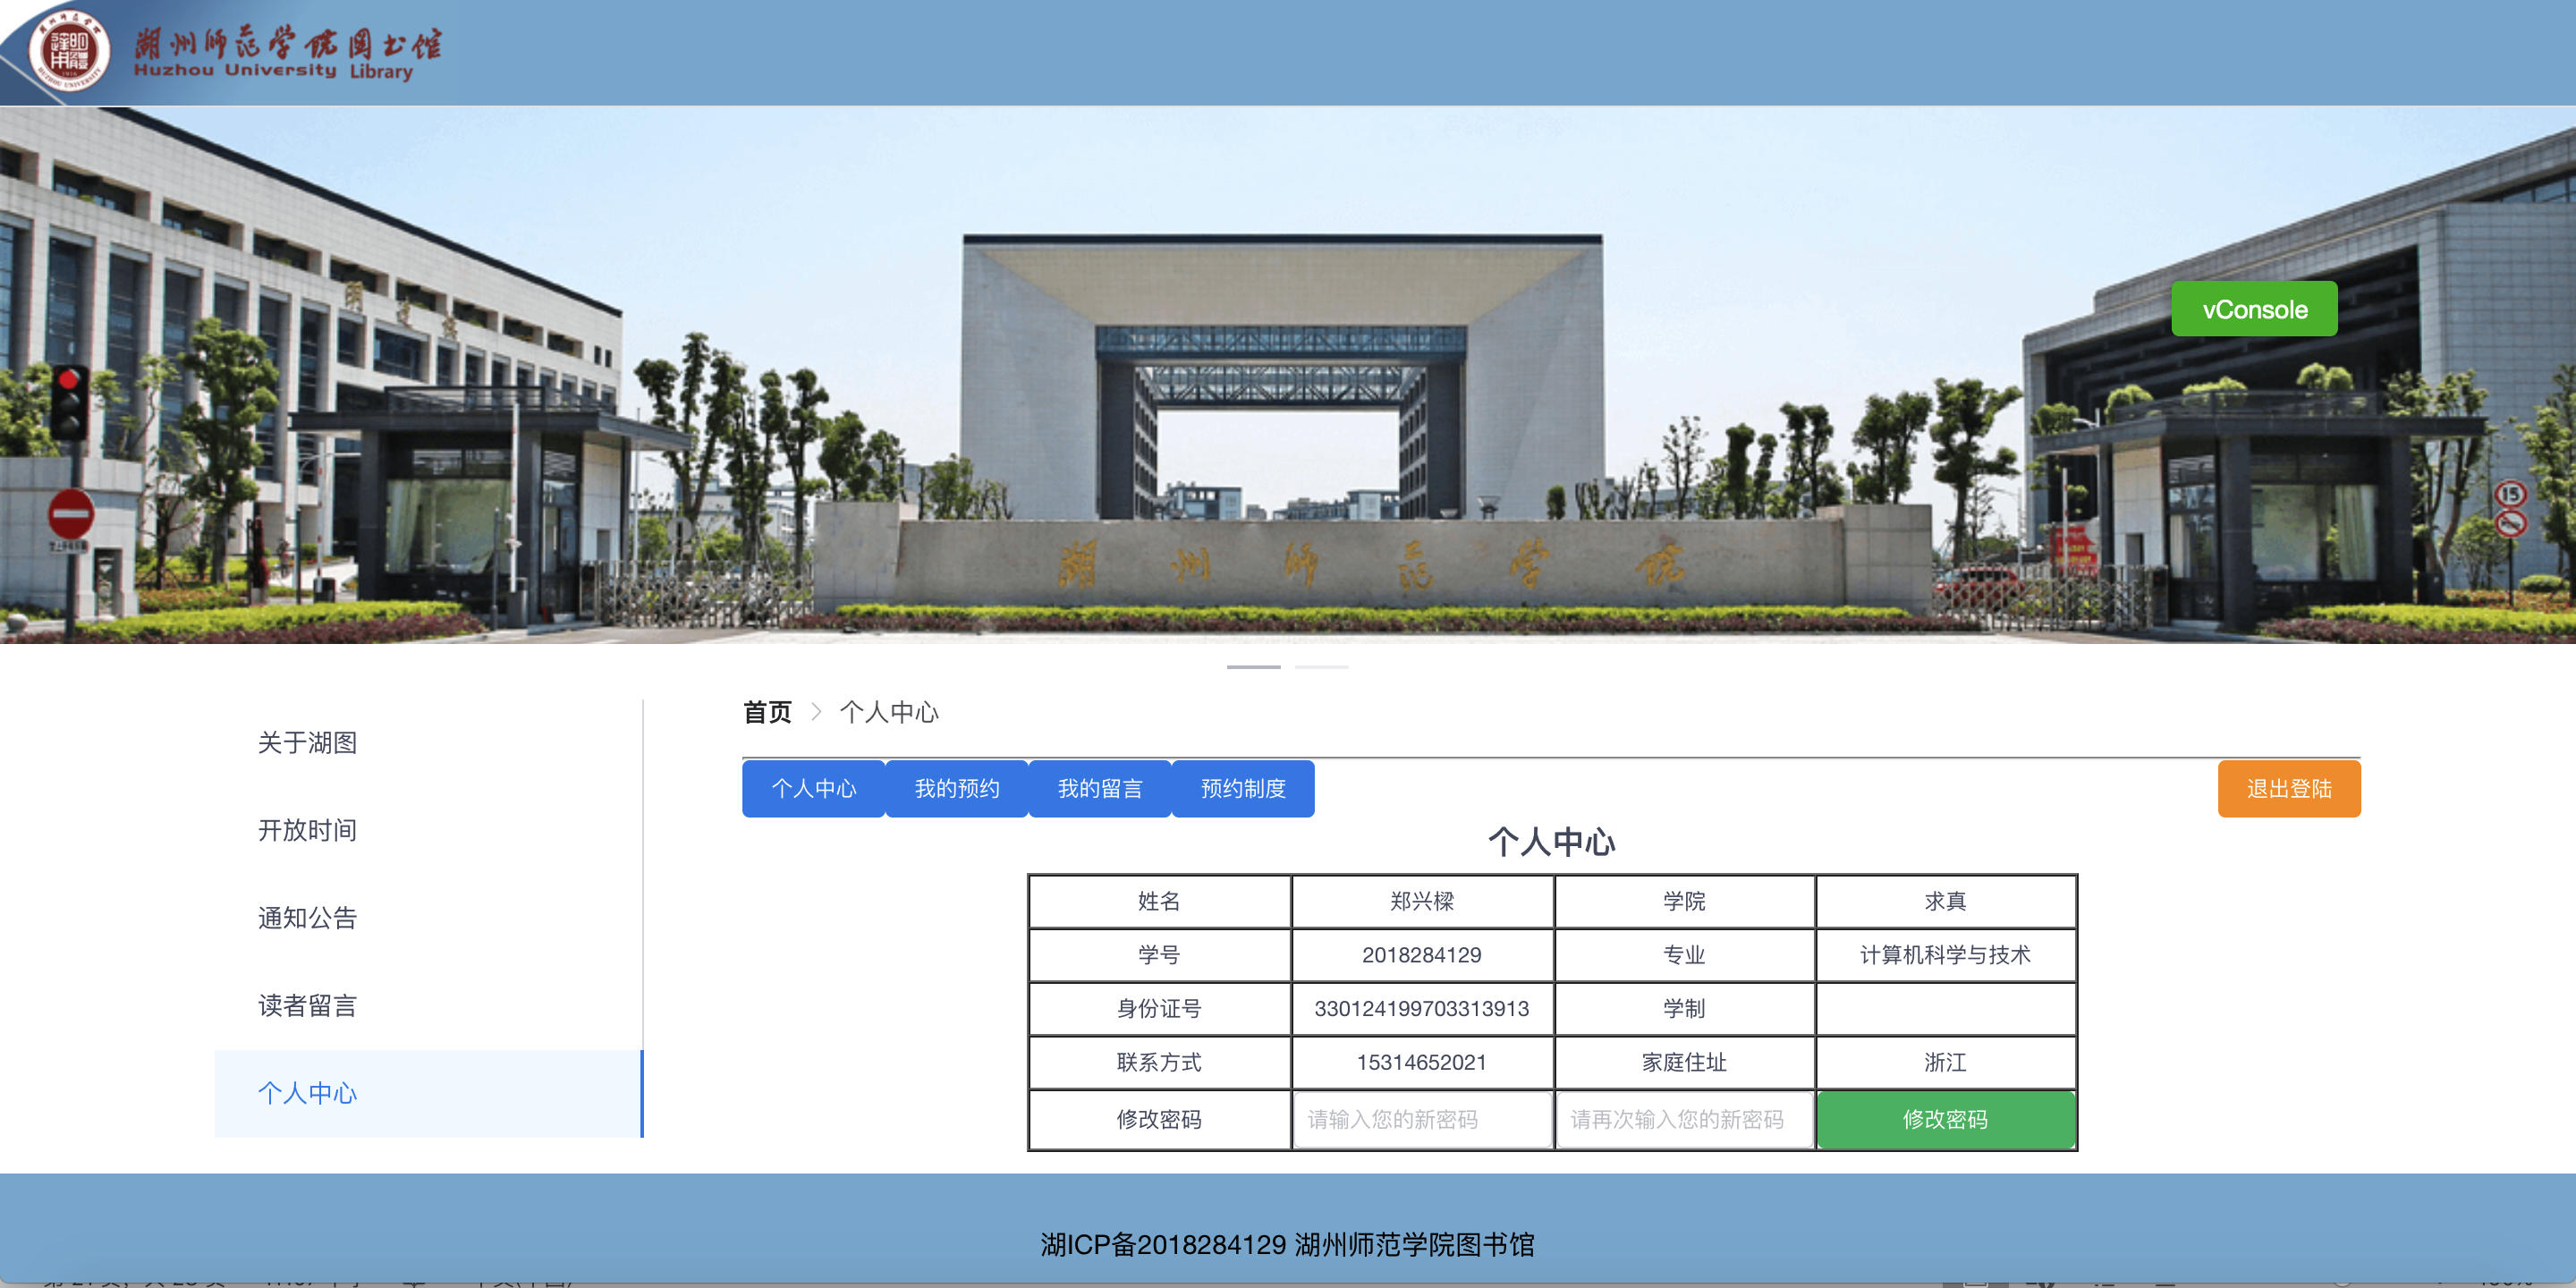 湖州师范学院图书馆
Huzhou University Library
明达楼
vConsole
15
湖州师范学院
首页 > 个人中心
关于湖图
开放时间
通知公告
读者留言
个人中心
个人中心 我的预约 我的留言 预约制度 退出登陆
个人中心
姓名 郑兴樑 学院 求真
学号 2018284129 专业 计算机科学与技术
身份证号 330124199703313913 学制
联系方式 15314652021 家庭住址 浙江
修改密码 请输入您的新密码 请再次输入您的新密码 修改密码
湖ICP备2018284129 湖州师范学院图书馆